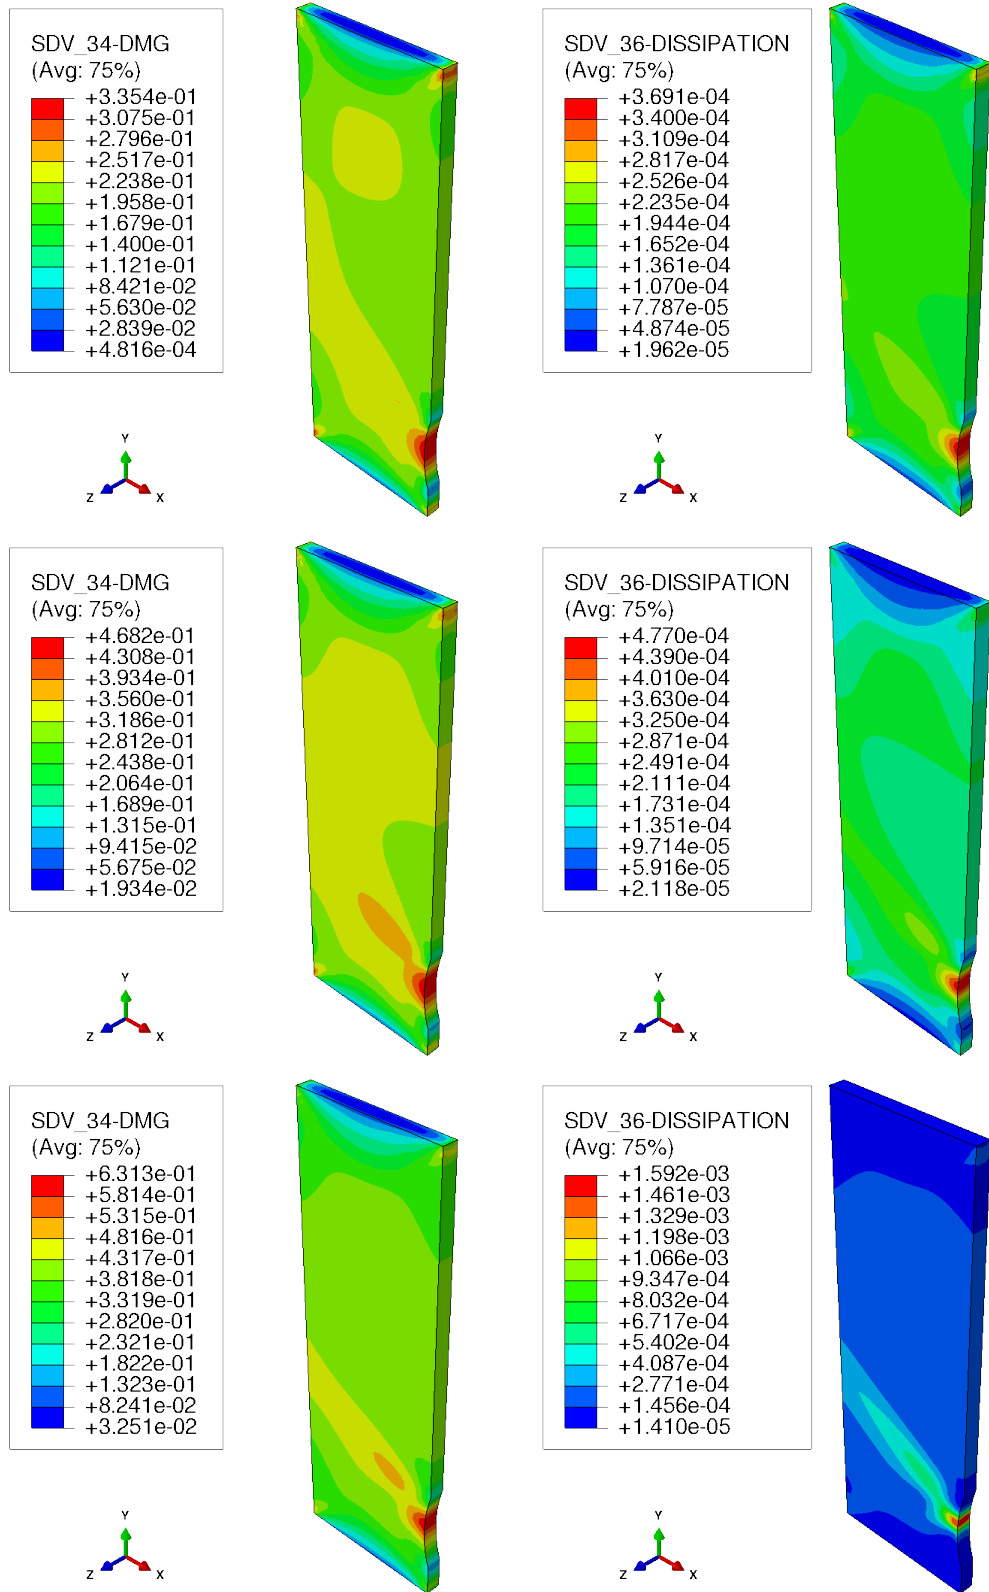 SDV_34-DMG
(Avg: 75%)
+3.354e-01
+3.075e-01
+2.796e-01
+2.517e-01
+2.238e-01
+1.958e-01
+1.679e-01
+1.400e-01
+1.121e-01
+8.421e-02
+5.630e-02
+2.839e-02
+4.816e-04
Y
Z
X
SDV_36-DISSIPATION
(Avg: 75%)
+3.691e-04
+3.400e-04
+3.109e-04
+2.817e-04
+2.526e-04
+2.235e-04
+1.944e-04
+1.652e-04
+1.361e-04
+1.070e-04
+7.787e-05
+4.874e-05
+1.962e-05
Y
Z
X
SDV_34-DMG
(Avg: 75%)
+4.682e-01
+4.308e-01
+3.934e-01
+3.560e-01
+3.186e-01
+2.812e-01
+2.438e-01
+2.064e-01
+1.689e-01
+1.315e-01
+9.415e-02
+5.675e-02
+1.934e-02
Y
Z
X
SDV_36-DISSIPATION
(Avg: 75%)
+4.770e-04
+4.390e-04
+4.010e-04
+3.630e-04
+3.250e-04
+2.871e-04
+2.491e-04
+2.111e-04
+1.731e-04
+1.351e-04
+9.714e-05
+5.916e-05
+2.118e-05
Y
Z
X
SDV_34-DMG
(Avg: 75%)
+6.313e-01
+5.814e-01
+5.315e-01
+4.816e-01
+4.317e-01
+3.818e-01
+3.319e-01
+2.820e-01
+2.321e-01
+1.822e-01
+1.323e-01
+8.241e-02
+3.251e-02
Y
Z
X
SDV_36-DISSIPATION
(Avg: 75%)
+1.592e-03
+1.461e-03
+1.329e-03
+1.198e-03
+1.066e-03
+9.347e-04
+8.032e-04
+6.717e-04
+5.402e-04
+4.087e-04
+2.771e-04
+1.456e-04
+1.410e-05
Y
Z
X